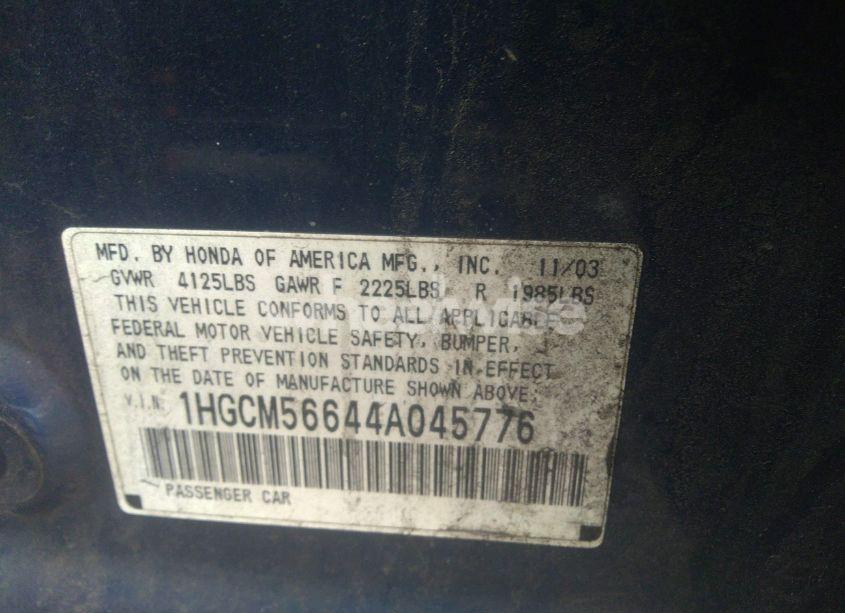 MFD. BY HONDA OF AMERICA MFG., INC. 11/03
GVWR 4125LBS GAWR F 2225LBS R 1985LBS
THIS VEHICLE CONFORMS TO ALL APPLICABLE
FEDERAL MOTOR VEHICLE SAFETY, BUMPER,
AND THEFT PREVENTION STANDARDS IN EFFECT
ON THE DATE OF MANUFACTURE SHOWN ABOVE.
V.I.N. 1HGCM56644A045776
PASSENGER CAR